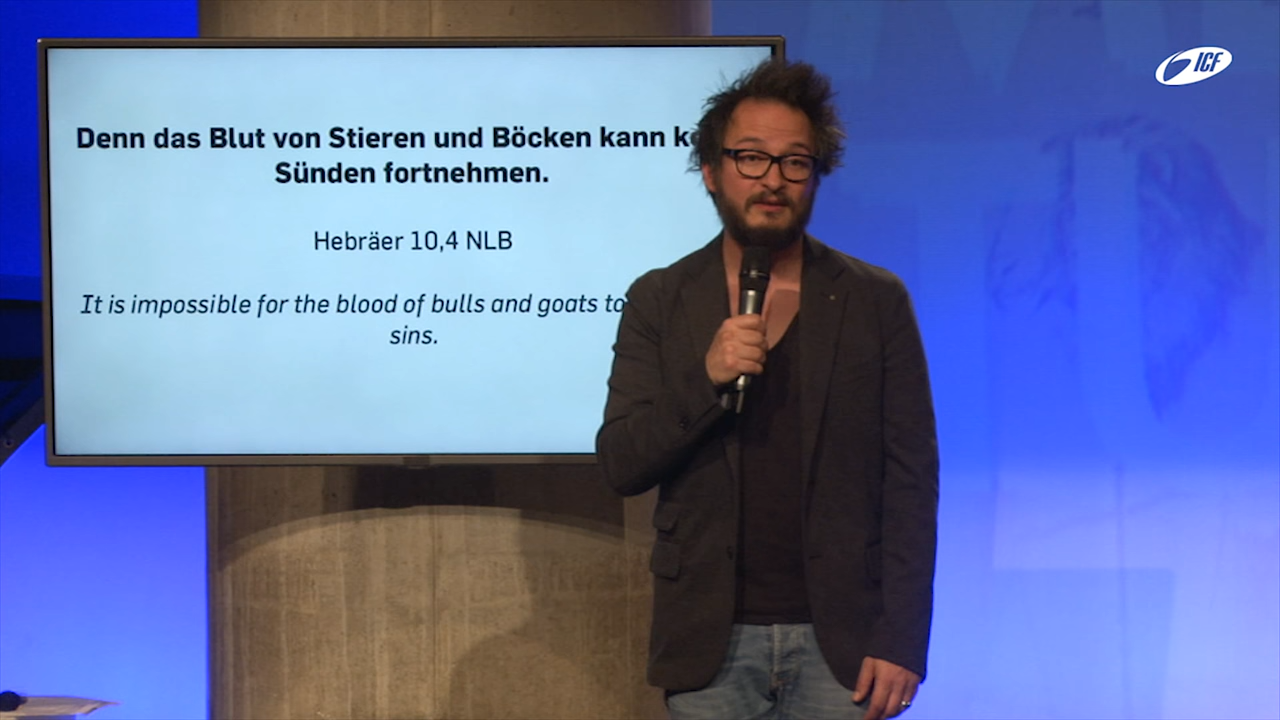 ICF
Denn das Blut von Stieren und Böcken kann
Sünden fortnehmen.
Hebräer 10,4 NLB
It is impossible for the blood of bulls and goats to
sins.